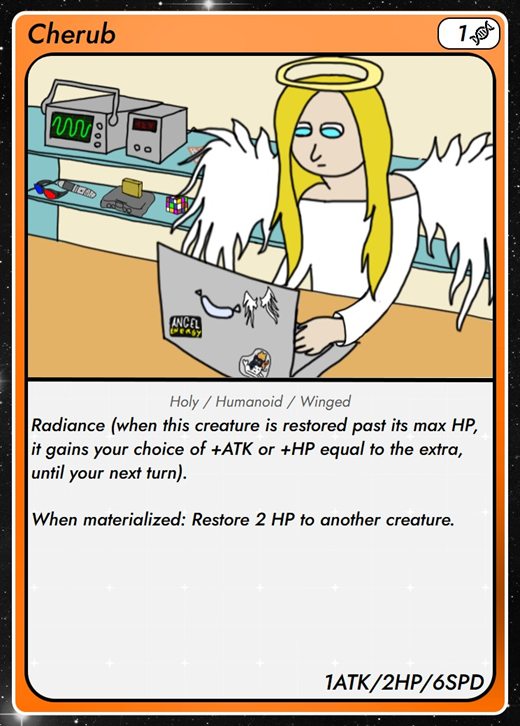 Cherub
1
ANGEL
ENERGY
Holy / Humanoid / Winged
Radiance (when this creature is restored past its max HP,
it gains your choice of +ATK or +HP equal to the extra,
until your next turn).
When materialized: Restore 2 HP to another creature.
1ATK/2HP/6SPD